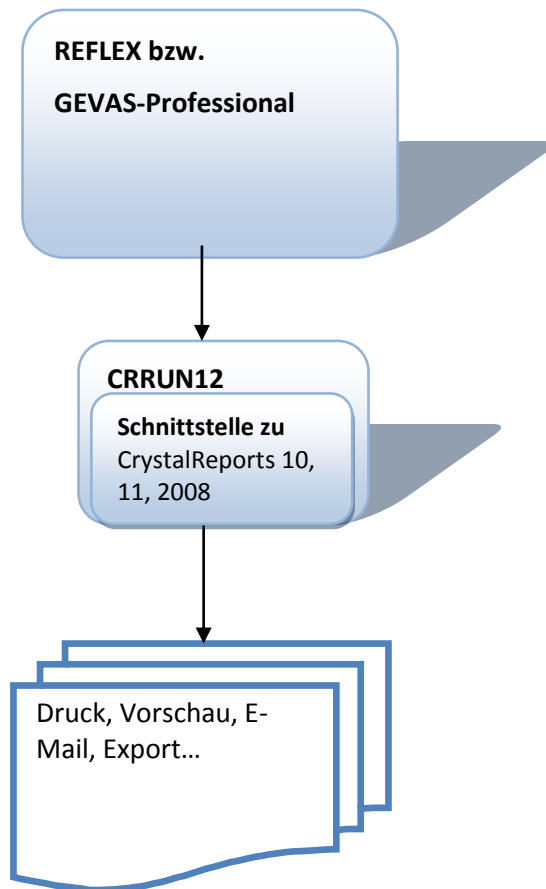 REFLEX bzw.
GEVAS-Professional
CRRUN12
Schnittstelle zu
CrystalReports 10,
11, 2008
Druck, Vorschau, E-
Mail, Export…